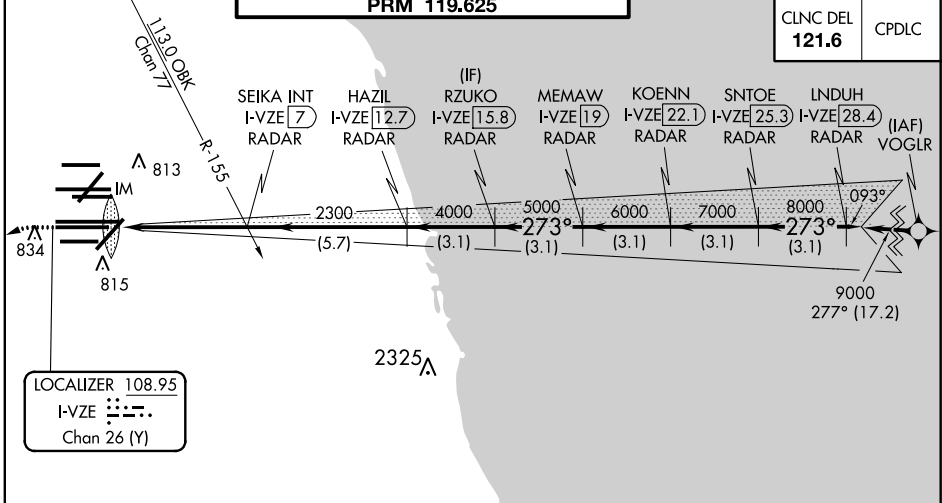 PRM 119.625
CLNC DEL
121.6
CPDLC
113.0 OBK
Chan 77
R-155
SEIKA INT
I-VZE 7
RADAR
HAZIL
I-VZE 12.7
RADAR
(IF)
RZUKO
I-VZE 15.8
RADAR
MEMAW
I-VZE 19
RADAR
KOENN
I-VZE 22.1
RADAR
SNTOE
I-VZE 25.3
RADAR
LNDUH
I-VZE 28.4
RADAR
(IAF)
VOGLR
813
IM
093°
2300
4000
5000
6000
7000
8000
273°
273°
(5.7)
(3.1)
(3.1)
(3.1)
(3.1)
(3.1)
834
815
9000
277° (17.2)
2325
LOCALIZER 108.95
I-VZE
Chan 26 (Y)